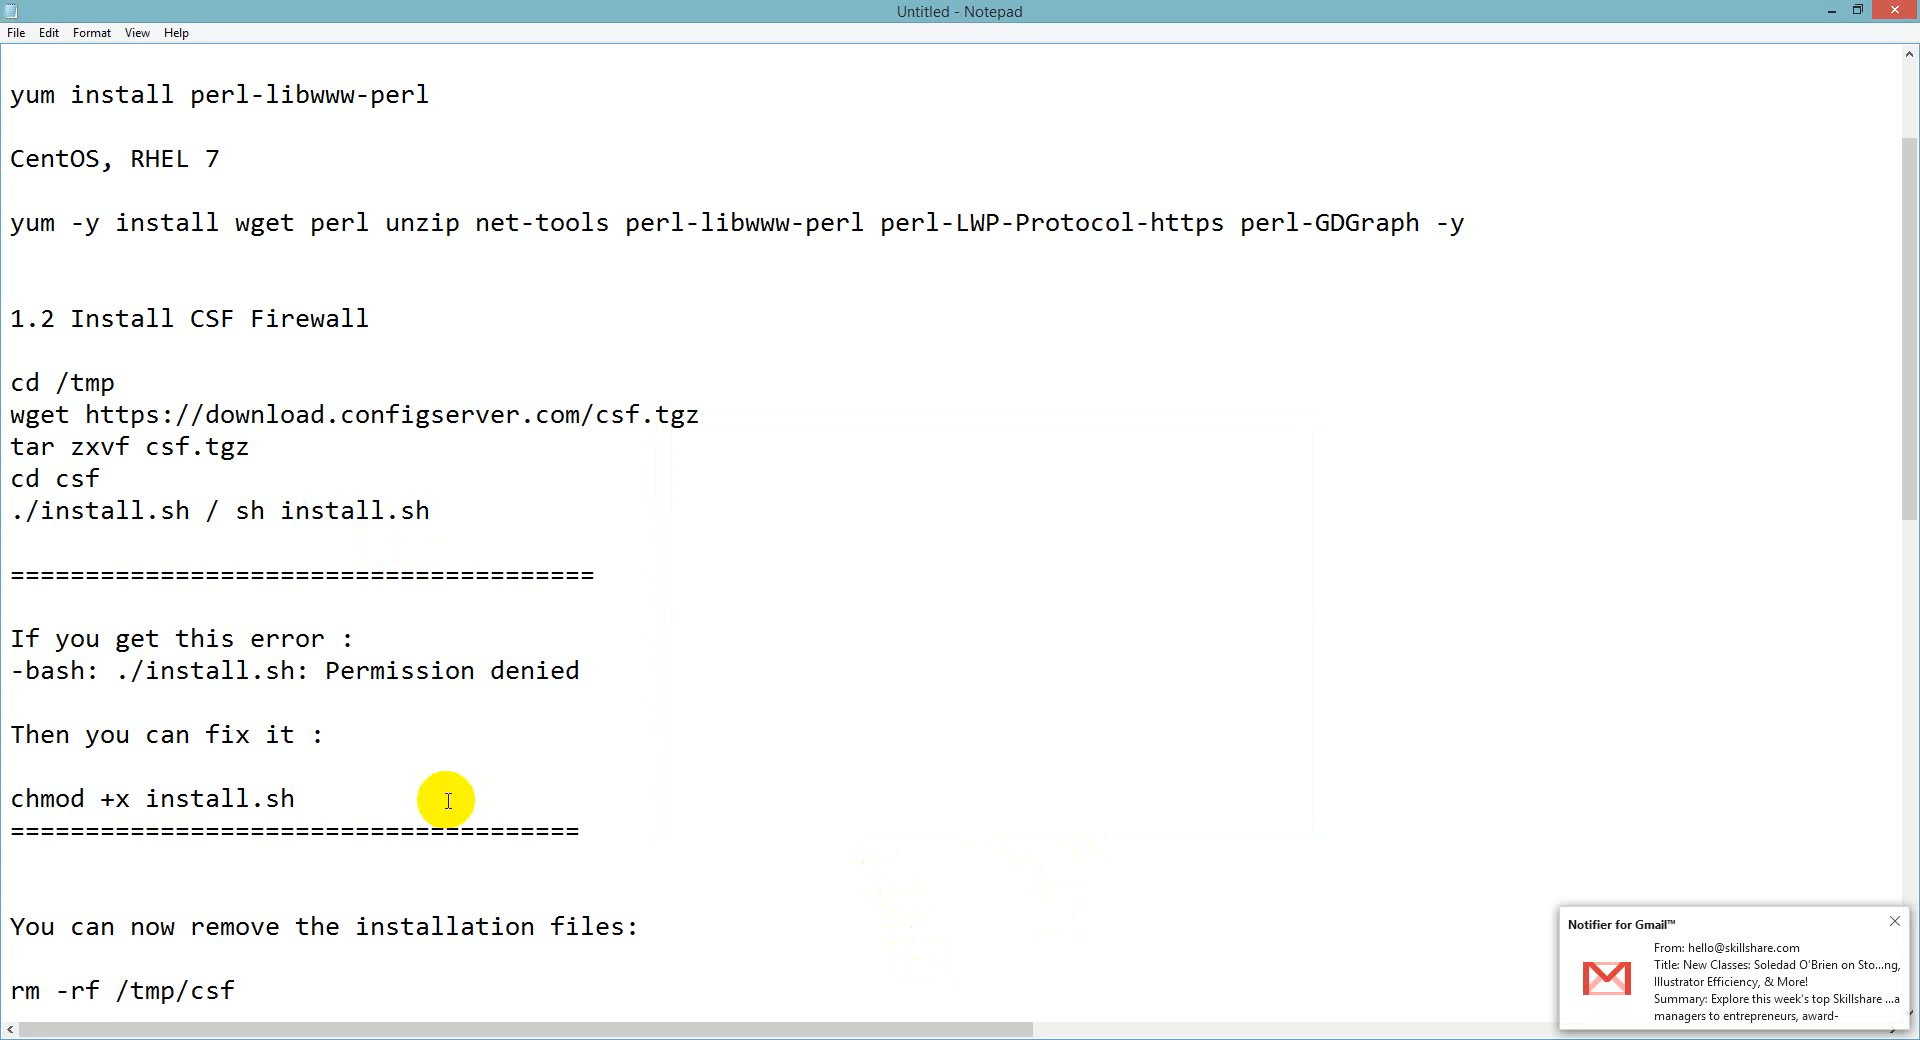 Untitled - Notepad
File Edit Format View Help
yum install perl-libwww-perl
CentOS, RHEL 7
yum -y install wget perl unzip net-tools perl-libwww-perl perl-LWP-Protocol-https perl-GDGraph -y
1.2 Install CSF Firewall
cd /tmp
wget https://download.configserver.com/csf.tgz
tar zxvf csf.tgz
cd csf
./install.sh / sh install.sh
=======================================
If you get this error :
-bash: ./install.sh: Permission denied
Then you can fix it :
chmod +x install.sh
======================================
You can now remove the installation files:
rm -rf /tmp/csf
Notifier for Gmail™
From: hello@skillshare.com
Title: New Classes: Soledad O'Brien on Sto...ng,
Illustrator Efficiency, & More!
Summary: Explore this week's top Skillshare ...a
managers to entrepreneurs, award-